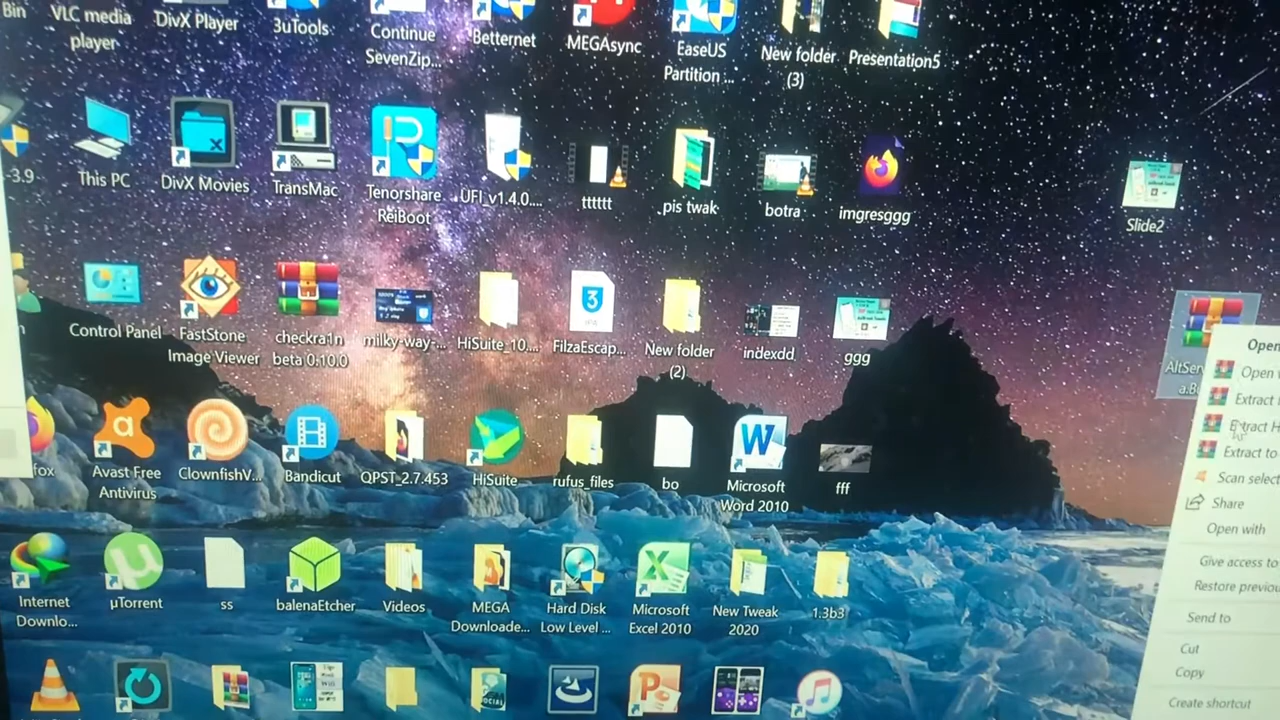 Bin
VLC media
player
DivX Player
3uTools
Continue
SevenZip...
Betternet
MEGAsync
EaseUS
Partition ...
New folder
(3)
Presentation5
-3.9
This PC
DivX Movies
TransMac
Tenorshare
ReiBoot
UFI_v1.4.0....
tttttt
pis twak
botra
imgresggg
Slide2
Control Panel
FastStone
Image Viewer
checkra1n
beta 0.10.0
milky-way-...
HiSuite_10....
FilzaEscap...
New folder
(2)
indexdd
ggg
AltSer
a.B
fox
Avast Free
Antivirus
ClownfishV...
Bandicut
QPST_2.7.453
HiSuite
rufus_files
bo
Microsoft
Word 2010
fff
Internet
Downlo...
µTorrent
ss
balenaEtcher
Videos
MEGA
Downloade...
Hard Disk
Low Level ...
Microsoft
Excel 2010
New Tweak
2020
1.3b3
Open
Open
Extract
Extract H
Extract to
Scan select
Share
Open with
Give access to
Restore previou
Send to
Cut
Copy
Create shortcut